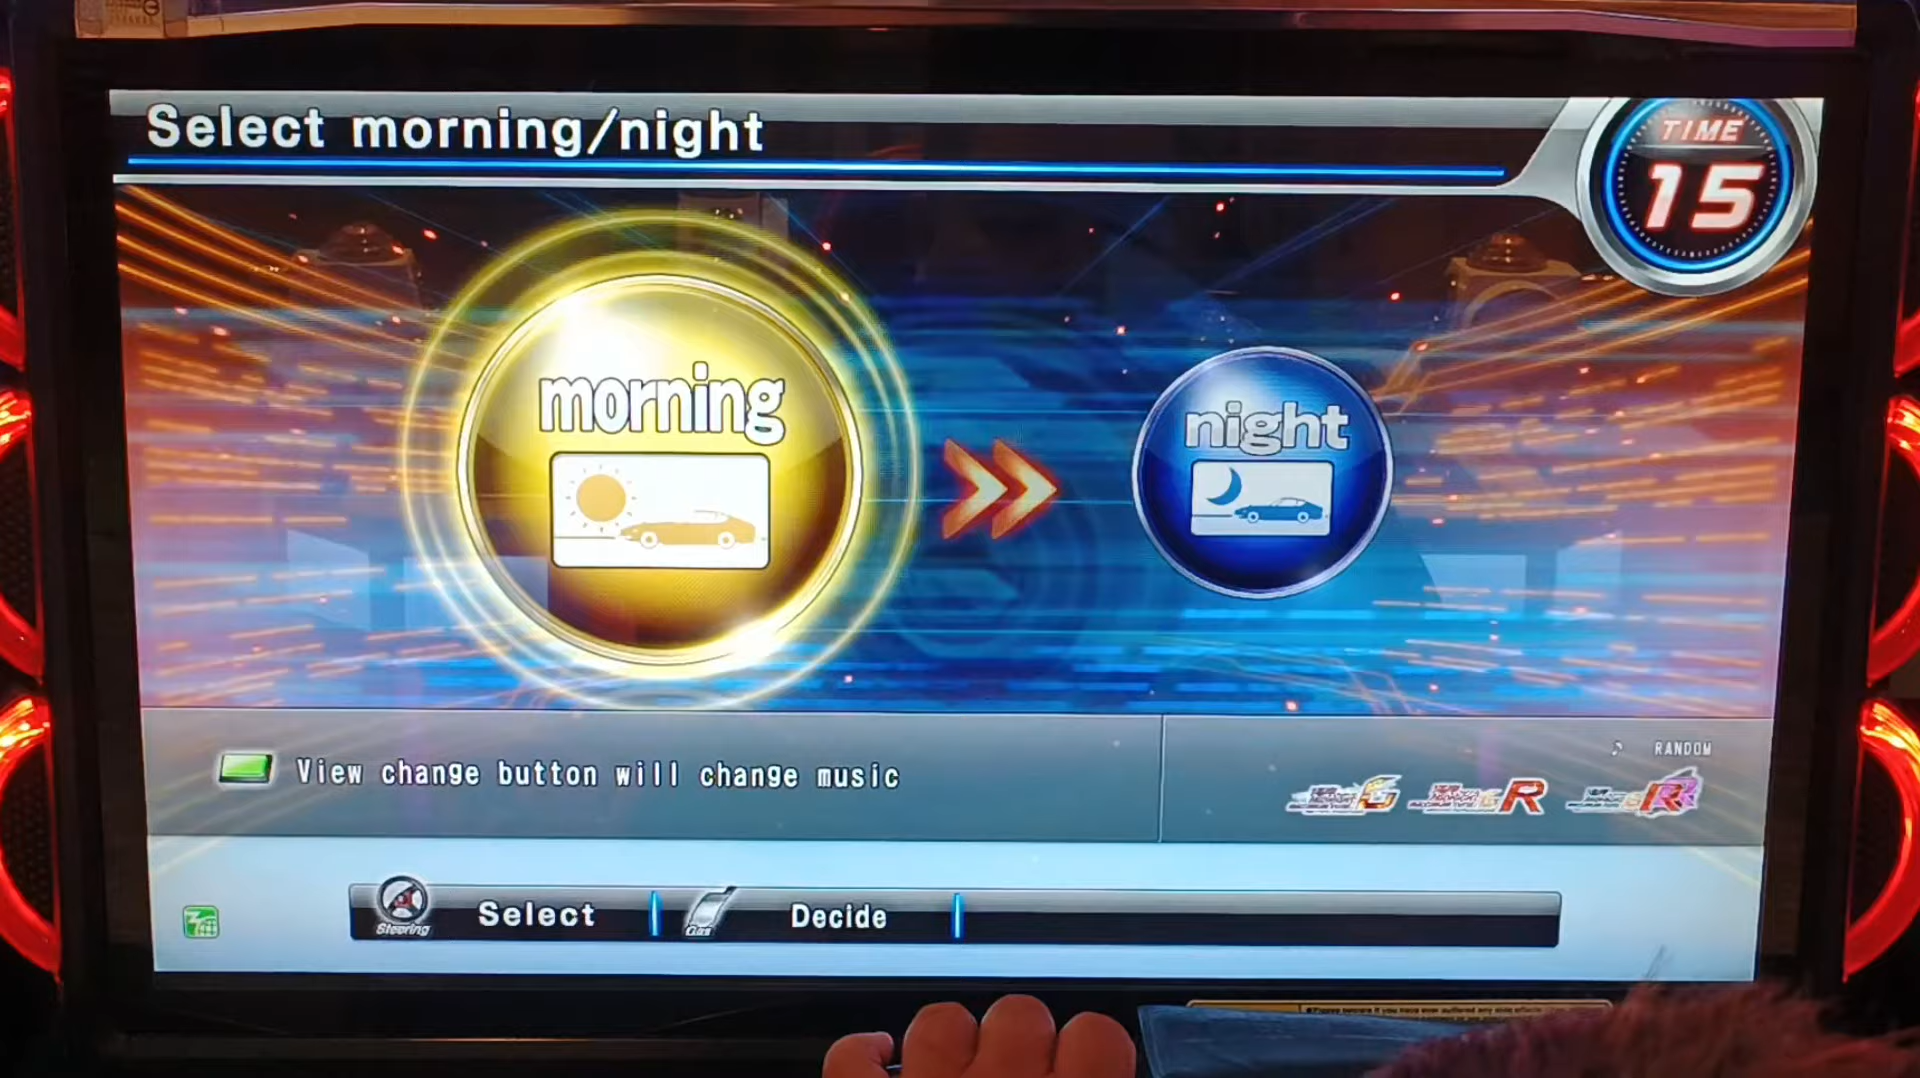 Select morning/night
TIME
15
morning
night
View change button will change music
♪ RANDOM
Steering
Select
Gas
Decide